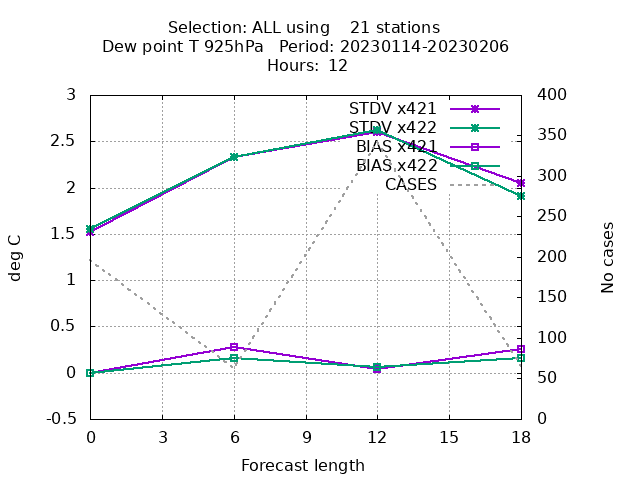 Selection: ALL using    21 stations
Dew point T 925hPa   Period: 20230114-20230206
Hours:  12
3
2.5
2
1.5
1
0.5
0
-0.5
deg C
400
350
300
250
200
150
100
50
0
No cases
STDV x421
STDV x422
BIAS x421
BIAS x422
CASES
0 3 6 9 12 15 18
Forecast length